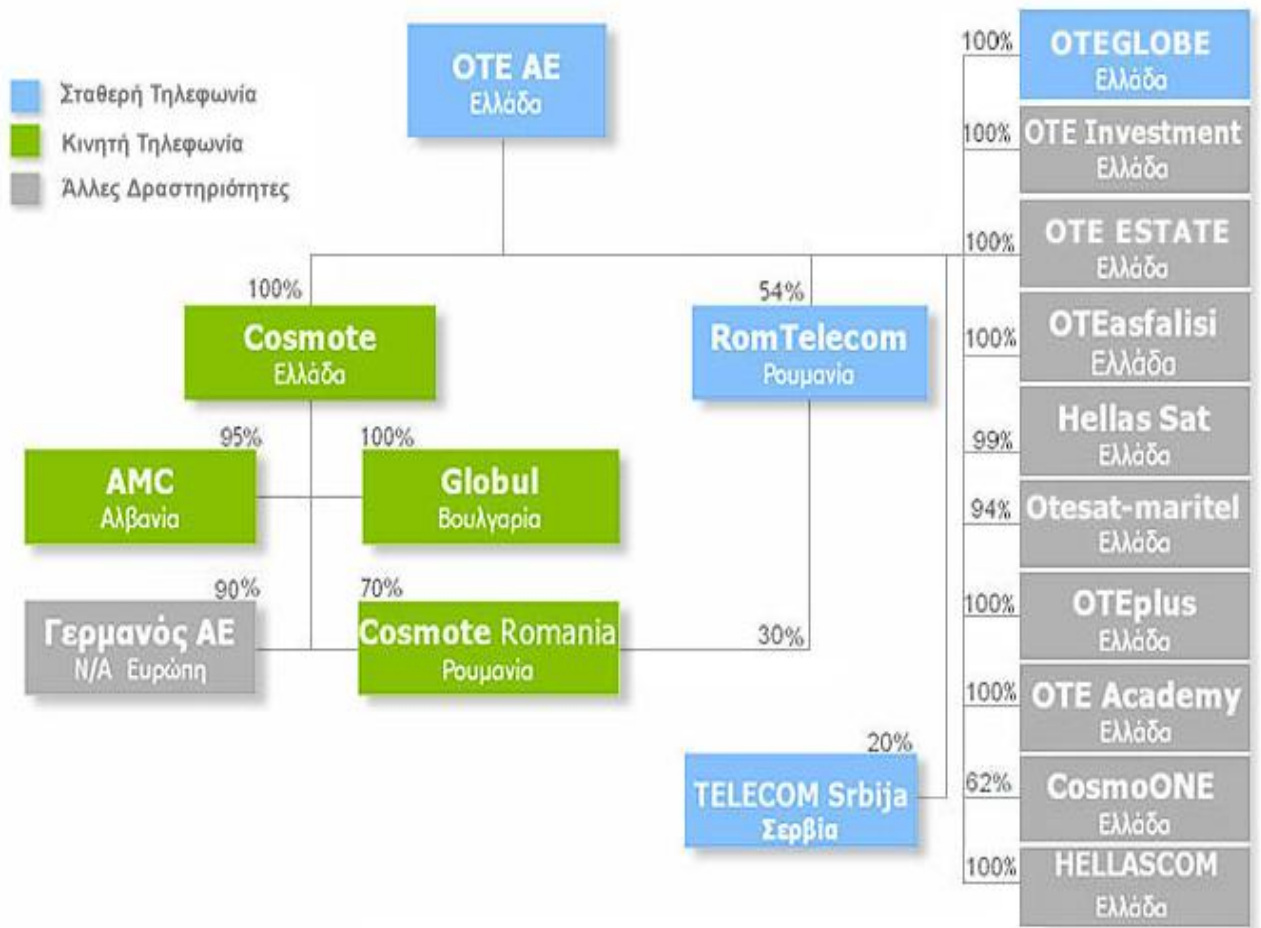 OTE AE
Ελλάδα
Σταθερή Τηλεφωνία
Κινητή Τηλεφωνία
Άλλες Δραστηριότητες
100%
Cosmote
Ελλάδα
54%
RomTelecom
Ρουμανία
95%
AMC
Αλβανία
100%
Globul
Βουλγαρία
90%
Γερμανός ΑΕ
Ν/Α Ευρώπη
70%
Cosmote Romania
Ρουμανία
30%
20%
TELECOM Srbija
Σερβία
100%
OTEGLOBE
Ελλάδα
100%
OTE Investment
Ελλάδα
100%
OTE ESTATE
Ελλάδα
100%
OTEasfalisi
Ελλάδα
99%
Hellas Sat
Ελλάδα
94%
Otesat-maritel
Ελλάδα
100%
OTEplus
Ελλάδα
100%
OTE Academy
Ελλάδα
62%
CosmoONE
Ελλάδα
100%
HELLASCOM
Ελλάδα